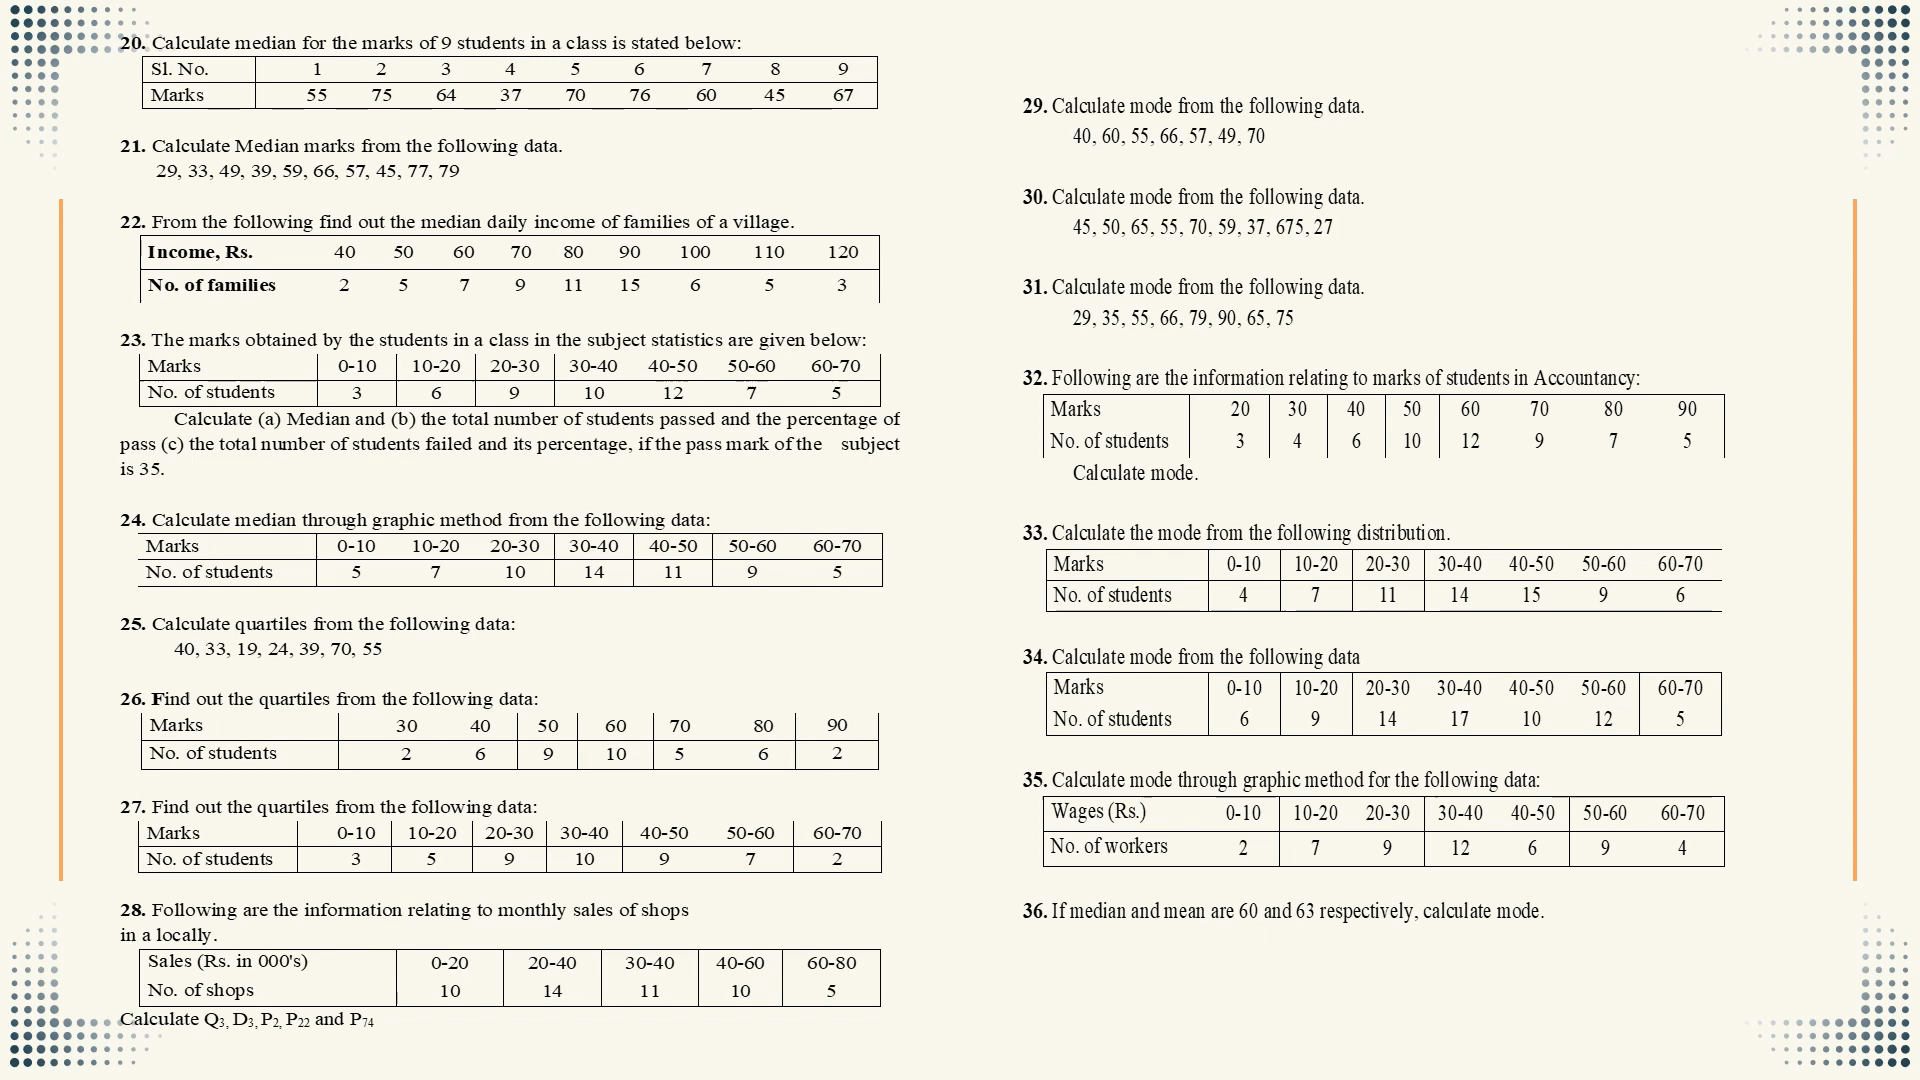 20. Calculate median for the marks of 9 students in a class is stated below:
Sl. No. 1 2 3 4 5 6 7 8 9
Marks 55 75 64 37 70 76 60 45 67
21. Calculate Median marks from the following data.
29, 33, 49, 39, 59, 66, 57, 45, 77, 79
22. From the following find out the median daily income of families of a village.
Income, Rs. 40 50 60 70 80 90 100 110 120
No. of families 2 5 7 9 11 15 6 5 3
23. The marks obtained by the students in a class in the subject statistics are given below:
Marks 0-10 10-20 20-30 30-40 40-50 50-60 60-70
No. of students 3 6 9 10 12 7 5
Calculate (a) Median and (b) the total number of students passed and the percentage of
pass (c) the total number of students failed and its percentage, if the pass mark of the subject
is 35.
24. Calculate median through graphic method from the following data:
Marks 0-10 10-20 20-30 30-40 40-50 50-60 60-70
No. of students 5 7 10 14 11 9 5
25. Calculate quartiles from the following data:
40, 33, 19, 24, 39, 70, 55
26. Find out the quartiles from the following data:
Marks 30 40 50 60 70 80 90
No. of students 2 6 9 10 5 6 2
27. Find out the quartiles from the following data:
Marks 0-10 10-20 20-30 30-40 40-50 50-60 60-70
No. of students 3 5 9 10 9 7 2
28. Following are the information relating to monthly sales of shops
in a locally.
Sales (Rs. in 000's) 0-20 20-40 30-40 40-60 60-80
No. of shops 10 14 11 10 5
Calculate Q3, D3, P2, P22 and P74
29. Calculate mode from the following data.
40, 60, 55, 66, 57, 49, 70
30. Calculate mode from the following data.
45, 50, 65, 55, 70, 59, 37, 675, 27
31. Calculate mode from the following data.
29, 35, 55, 66, 79, 90, 65, 75
32. Following are the information relating to marks of students in Accountancy:
Marks 20 30 40 50 60 70 80 90
No. of students 3 4 6 10 12 9 7 5
Calculate mode.
33. Calculate the mode from the following distribution.
Marks 0-10 10-20 20-30 30-40 40-50 50-60 60-70
No. of students 4 7 11 14 15 9 6
34. Calculate mode from the following data
Marks 0-10 10-20 20-30 30-40 40-50 50-60 60-70
No. of students 6 9 14 17 10 12 5
35. Calculate mode through graphic method for the following data:
Wages (Rs.) 0-10 10-20 20-30 30-40 40-50 50-60 60-70
No. of workers 2 7 9 12 6 9 4
36. If median and mean are 60 and 63 respectively, calculate mode.